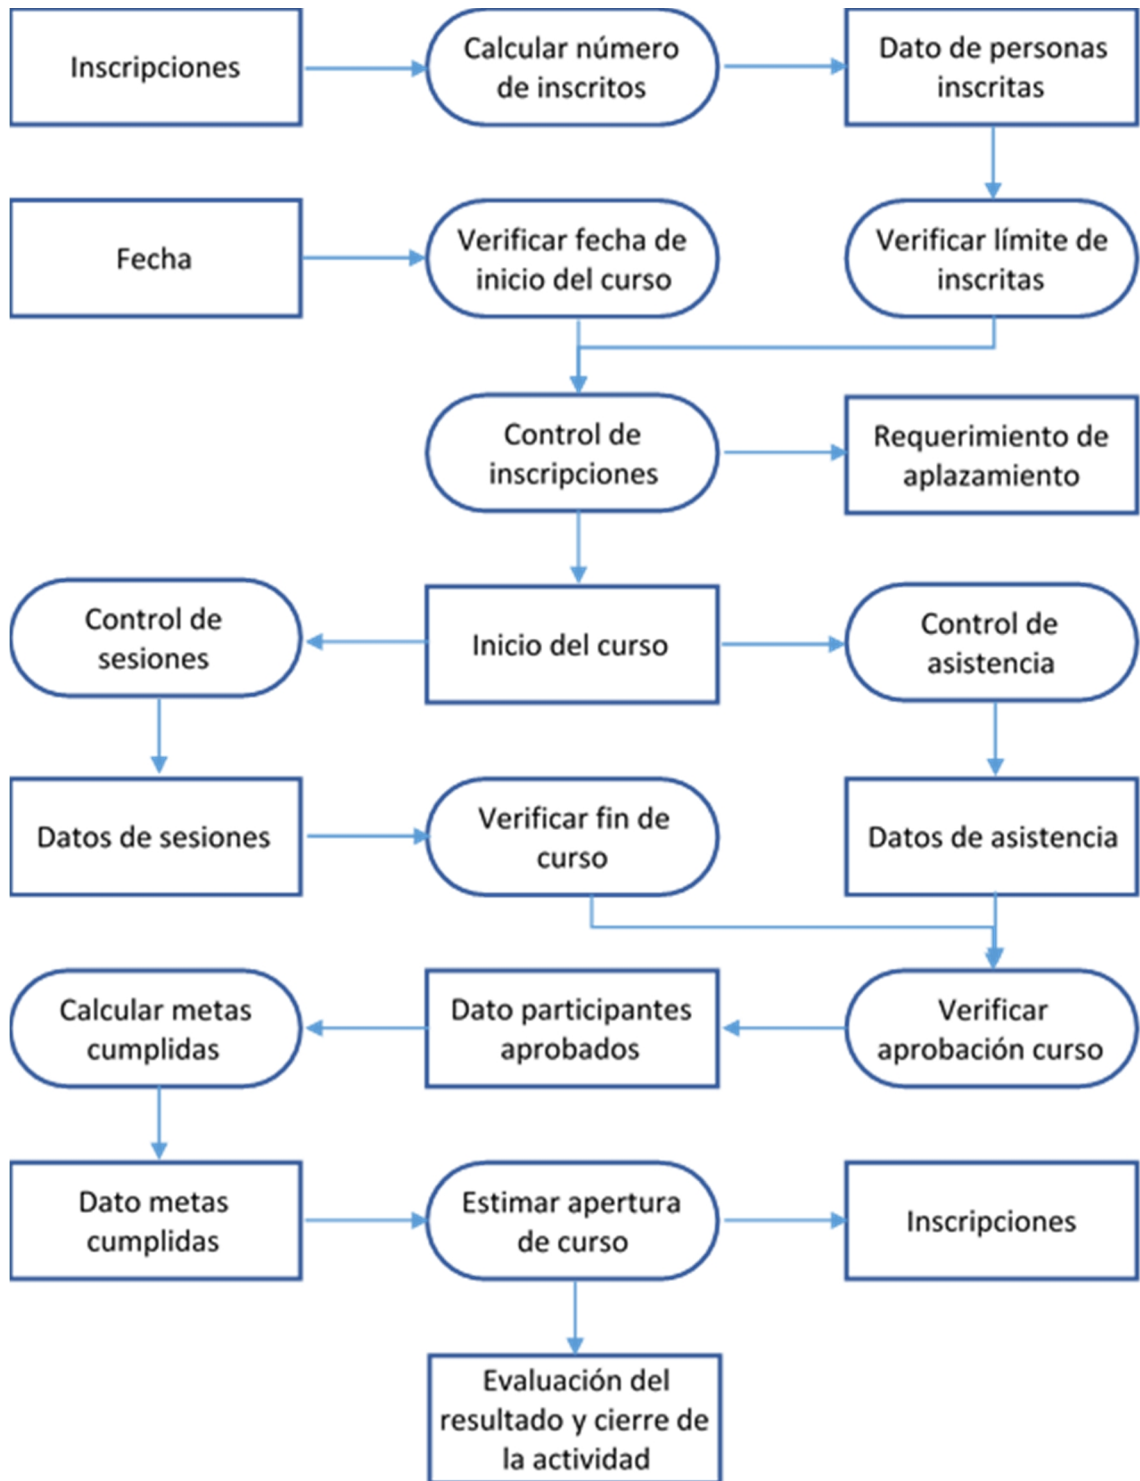 Inscripciones
Calcular número
de inscritos
Dato de personas
inscritas
Fecha
Verificar fecha de
inicio del curso
Verificar límite de
inscritas
Control de
inscripciones
Requerimiento de
aplazamiento
Control de
sesiones
Inicio del curso
Control de
asistencia
Datos de sesiones
Verificar fin de
curso
Datos de asistencia
Calcular metas
cumplidas
Dato participantes
aprobados
Verificar
aprobación curso
Dato metas
cumplidas
Estimar apertura
de curso
Inscripciones
Evaluación del
resultado y cierre de
la actividad